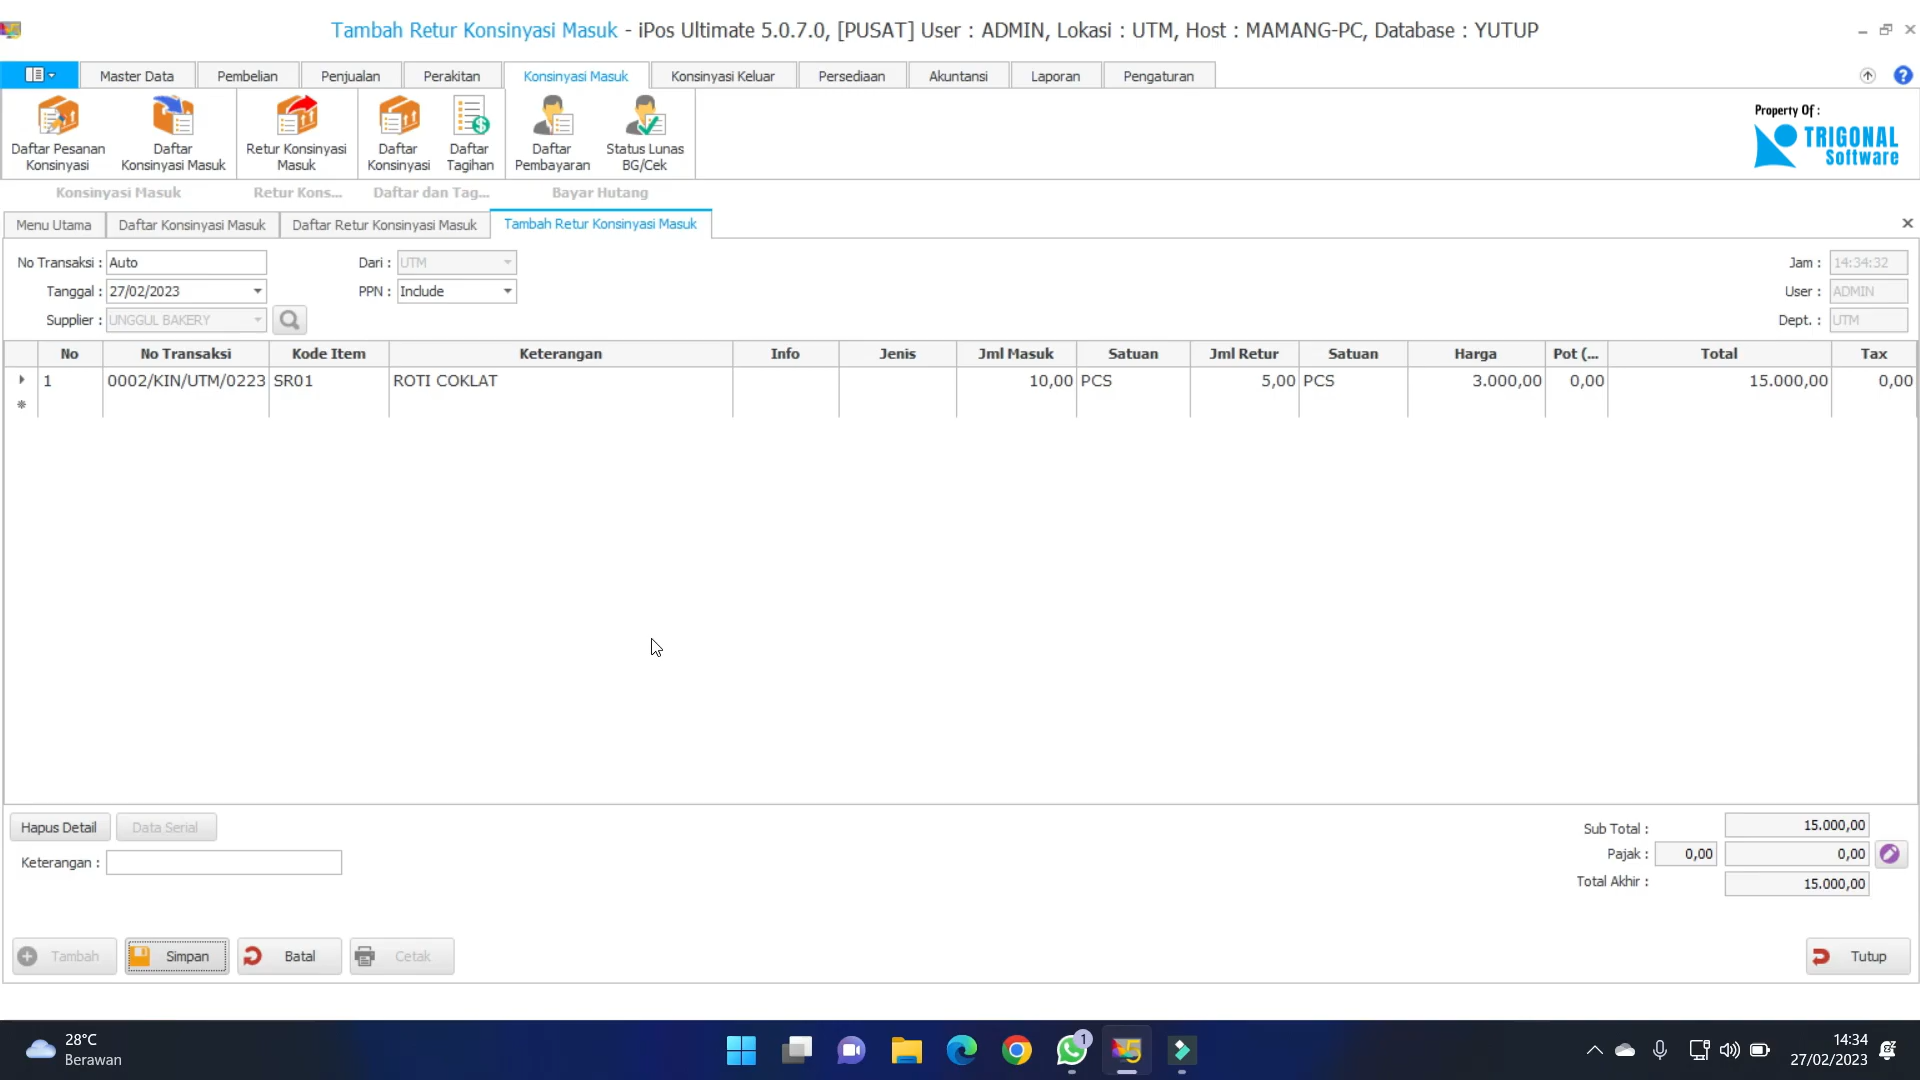 Tambah Retur Konsinyasi Masuk - iPos Ultimate 5.0.7.0, [PUSAT] User : ADMIN, Lokasi : UTM, Host : MAMANG-PC, Database : YUTUP
Master Data Pembelian Penjualan Perakitan Konsinyasi Masuk Konsinyasi Keluar Persediaan Akuntansi Laporan Pengaturan ?
Daftar Pesanan Konsinyasi
Daftar Konsinyasi Masuk
Retur Konsinyasi Masuk
Daftar Konsinyasi
Daftar Tagihan
Daftar Pembayaran
Status Lunas BG/Cek
Property Of :
TRIGONAL
Software
Konsinyasi Masuk Retur Kons... Daftar dan Tag... Bayar Hutang
Menu Utama Daftar Konsinyasi Masuk Daftar Retur Konsinyasi Masuk Tambah Retur Konsinyasi Masuk
No Transaksi : Auto Dari : UTM Jam : 14:34:32
Tanggal : 27/02/2023 PPN : Include User : ADMIN
Supplier : UNGGUL BAKERY Dept. : UTM
No No Transaksi Kode Item Keterangan Info Jenis Jml Masuk Satuan Jml Retur Satuan Harga Pot (... Total Tax
1 0002/KIN/UTM/0223 SR01 ROTI COKLAT 10,00 PCS 5,00 PCS 3.000,00 0,00 15.000,00 0,00
Hapus Detail Data Serial Sub Total : 15.000,00
Keterangan : Pajak : 0,00 0,00
Total Akhir : 15.000,00
Tambah Simpan Batal Cetak Tutup
28°C
Berawan
1
14:34
27/02/2023